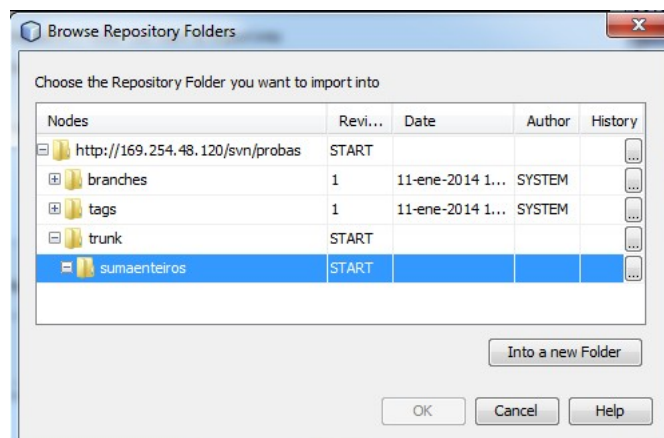 Browse Repository Folders
Choose the Repository Folder you want to import into
Nodes Revi... Date Author History
http://169.254.48.120/svn/probas START ...
branches 1 11-ene-2014 1... SYSTEM ...
tags 1 11-ene-2014 1... SYSTEM ...
trunk START ...
sumaenteiros START ...
Into a new Folder
OK Cancel Help